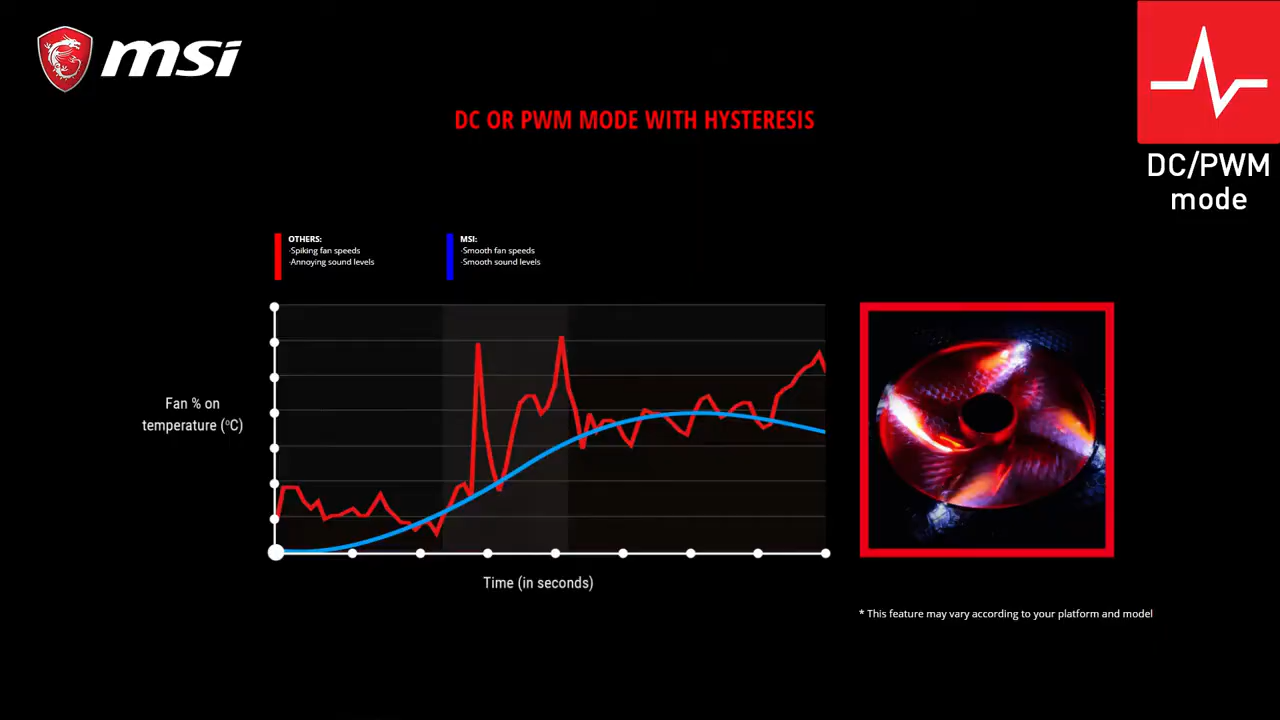 msi
DC/PWM
mode
DC OR PWM MODE WITH HYSTERESIS
OTHERS:
·Spiking fan speeds
·Annoying sound levels
MSI:
·Smooth fan speeds
·Smooth sound levels
Fan % on
temperature (ºC)
Time (in seconds)
* This feature may vary according to your platform and model